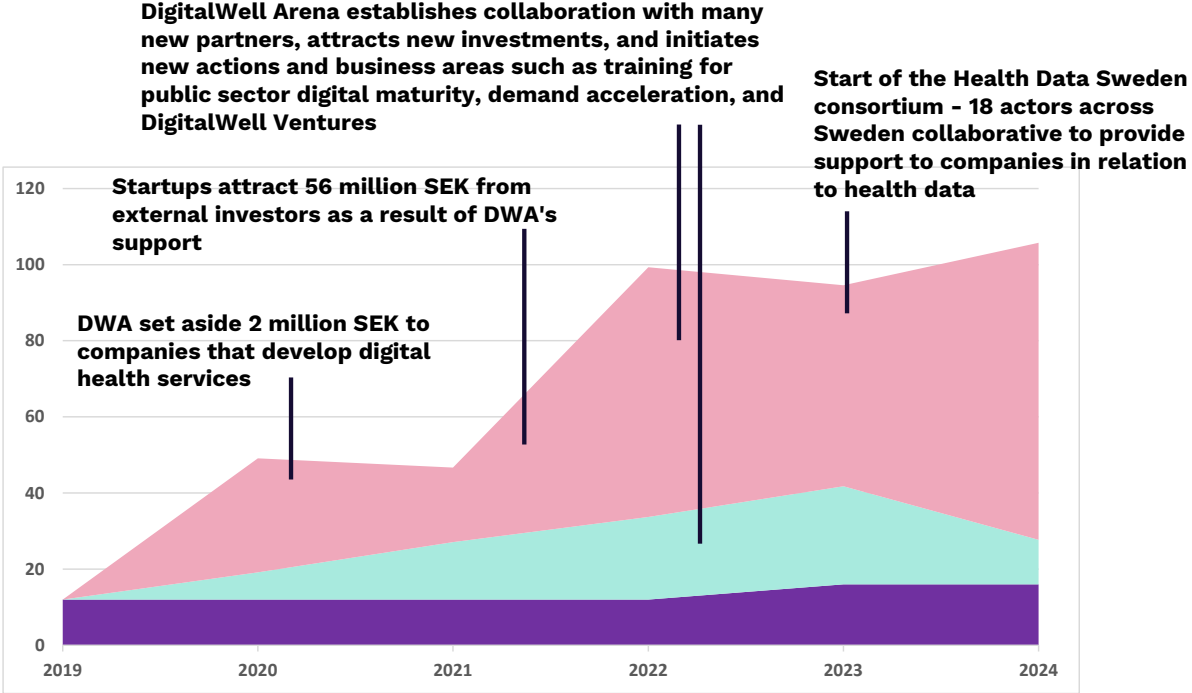 DigitalWell Arena establishes collaboration with many
new partners, attracts new investments, and initiates
new actions and business areas such as training for
public sector digital maturity, demand acceleration, and
DigitalWell Ventures
Start of the Health Data Sweden
consortium - 18 actors across
Sweden collaborative to provide
support to companies in relation
to health data
Startups attract 56 million SEK from
external investors as a result of DWA's
support
DWA set aside 2 million SEK to
companies that develop digital
health services
120
100
80
60
40
20
0
2019 2020 2021 2022 2023 2024